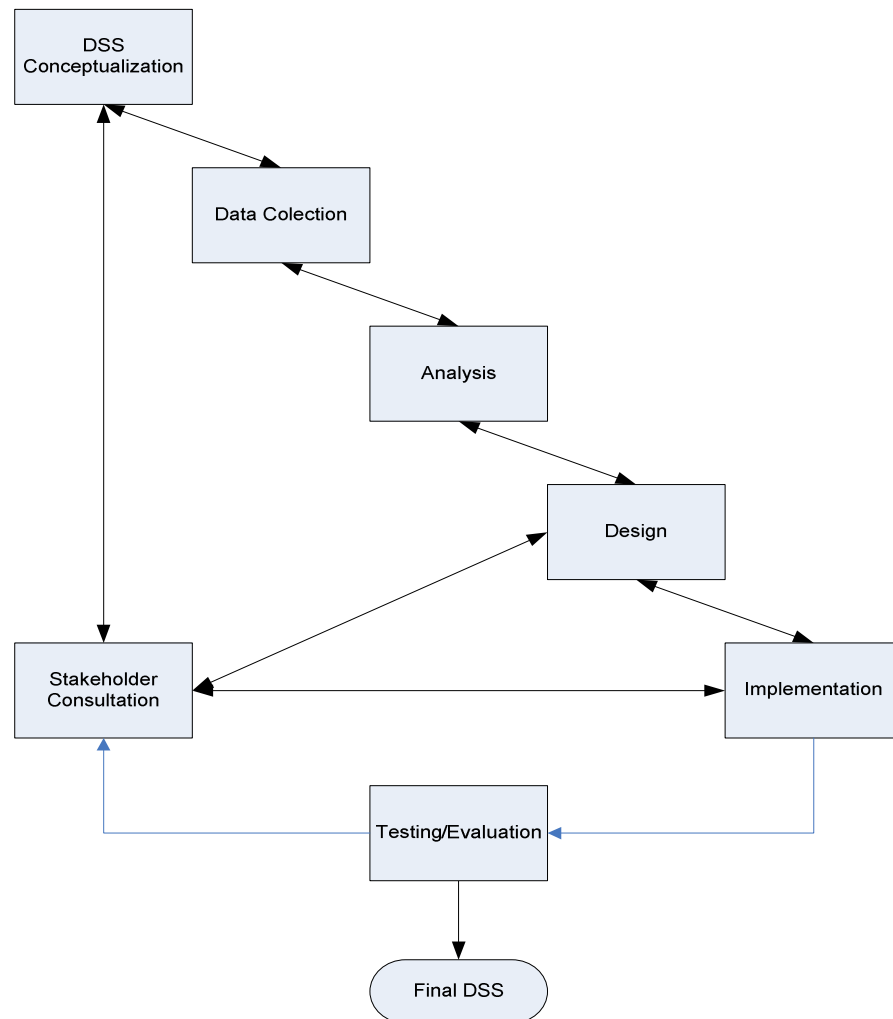 DSS
Conceptualization
Data Colection
Analysis
Design
Stakeholder
Consultation
Implementation
Testing/Evaluation
Final DSS